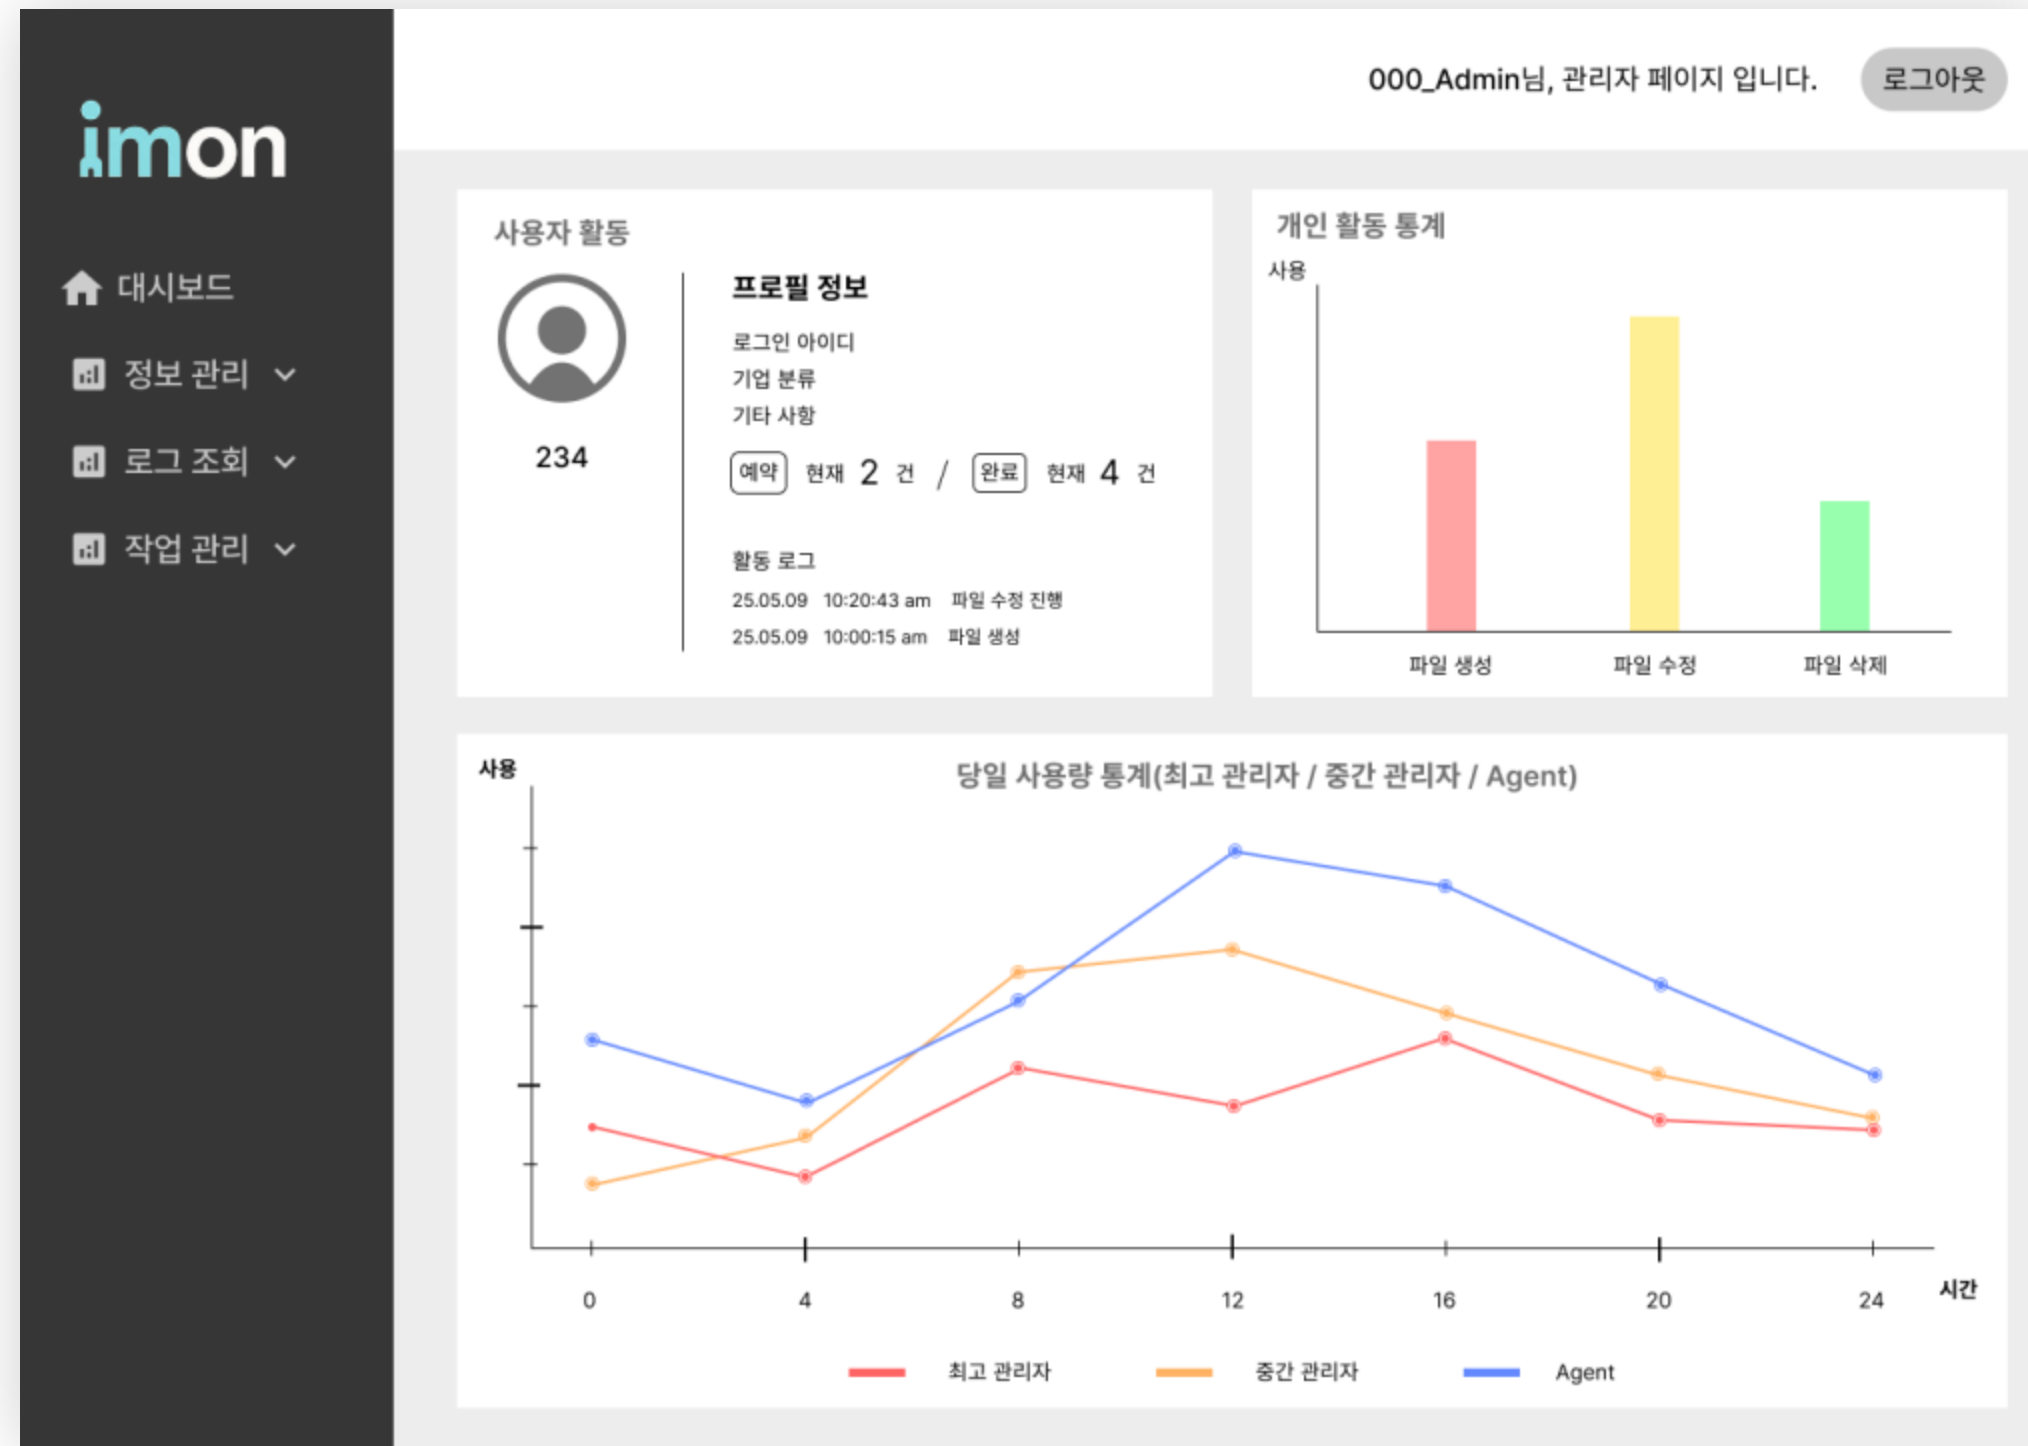 imon
000_Admin님, 관리자 페이지 입니다.
로그아웃
대시보드
정보 관리
로그 조회
작업 관리
사용자 활동
234
프로필 정보
로그인 아이디
기업 분류
기타 사항
예약 현재 2 건 / 완료 현재 4 건
활동 로그
25.05.09 10:20:43 am 파일 수정 진행
25.05.09 10:00:15 am 파일 생성
개인 활동 통계
사용
파일 생성 파일 수정 파일 삭제
당일 사용량 통계(최고 관리자 / 중간 관리자 / Agent)
사용
0 4 8 12 16 20 24
시간
최고 관리자 중간 관리자 Agent